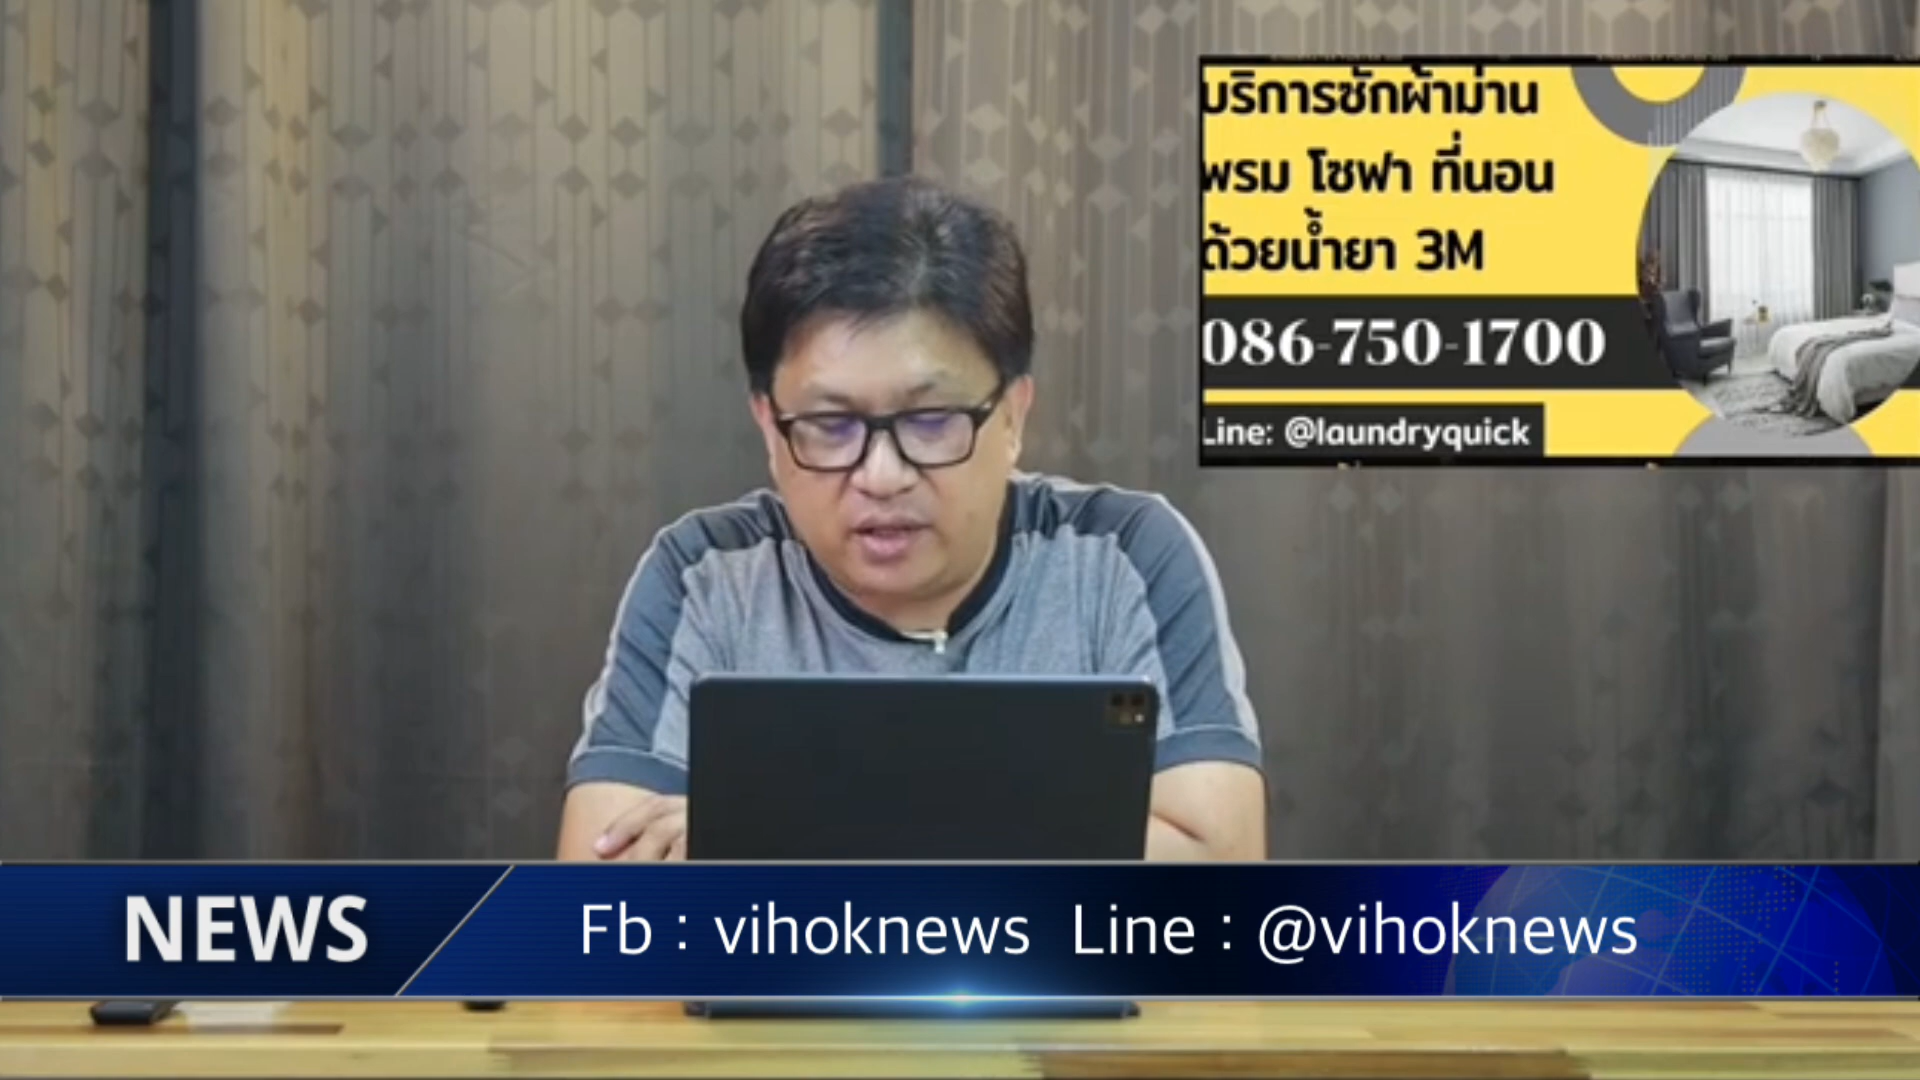 บริการซักผ้าม่าน
พรม โซฟา ที่นอน
ด้วยน้ำยา 3M
086-750-1700
Line: @laundryquick
NEWS
Fb : vihoknews Line : @vihoknews